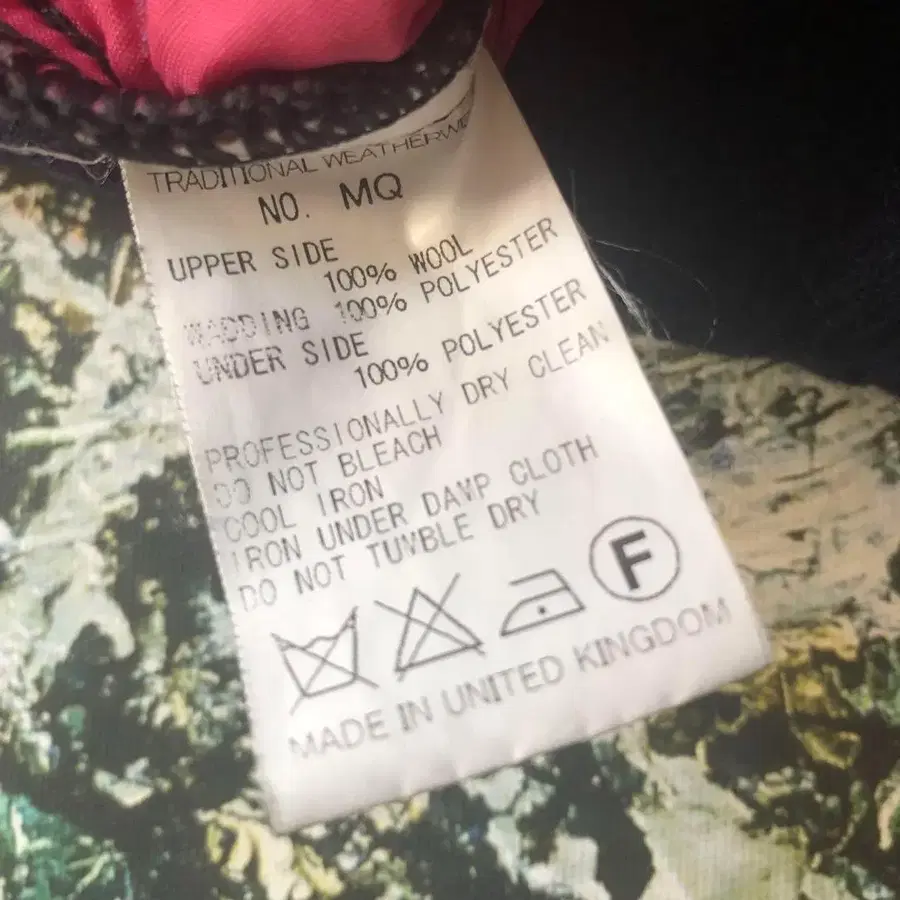 TRADITIONAL WEATHERWE
NO. MQ
UPPER SIDE
100% WOOL
WADDING 100% POLYESTER
UNDER SIDE
100% POLYESTER
PROFESSIONALLY DRY CLEAN
DO NOT BLEACH
COOL IRON
IRON UNDER DAMP CLOTH
DO NOT TUMBLE DRY
F
MADE IN UNITED KINGDOM